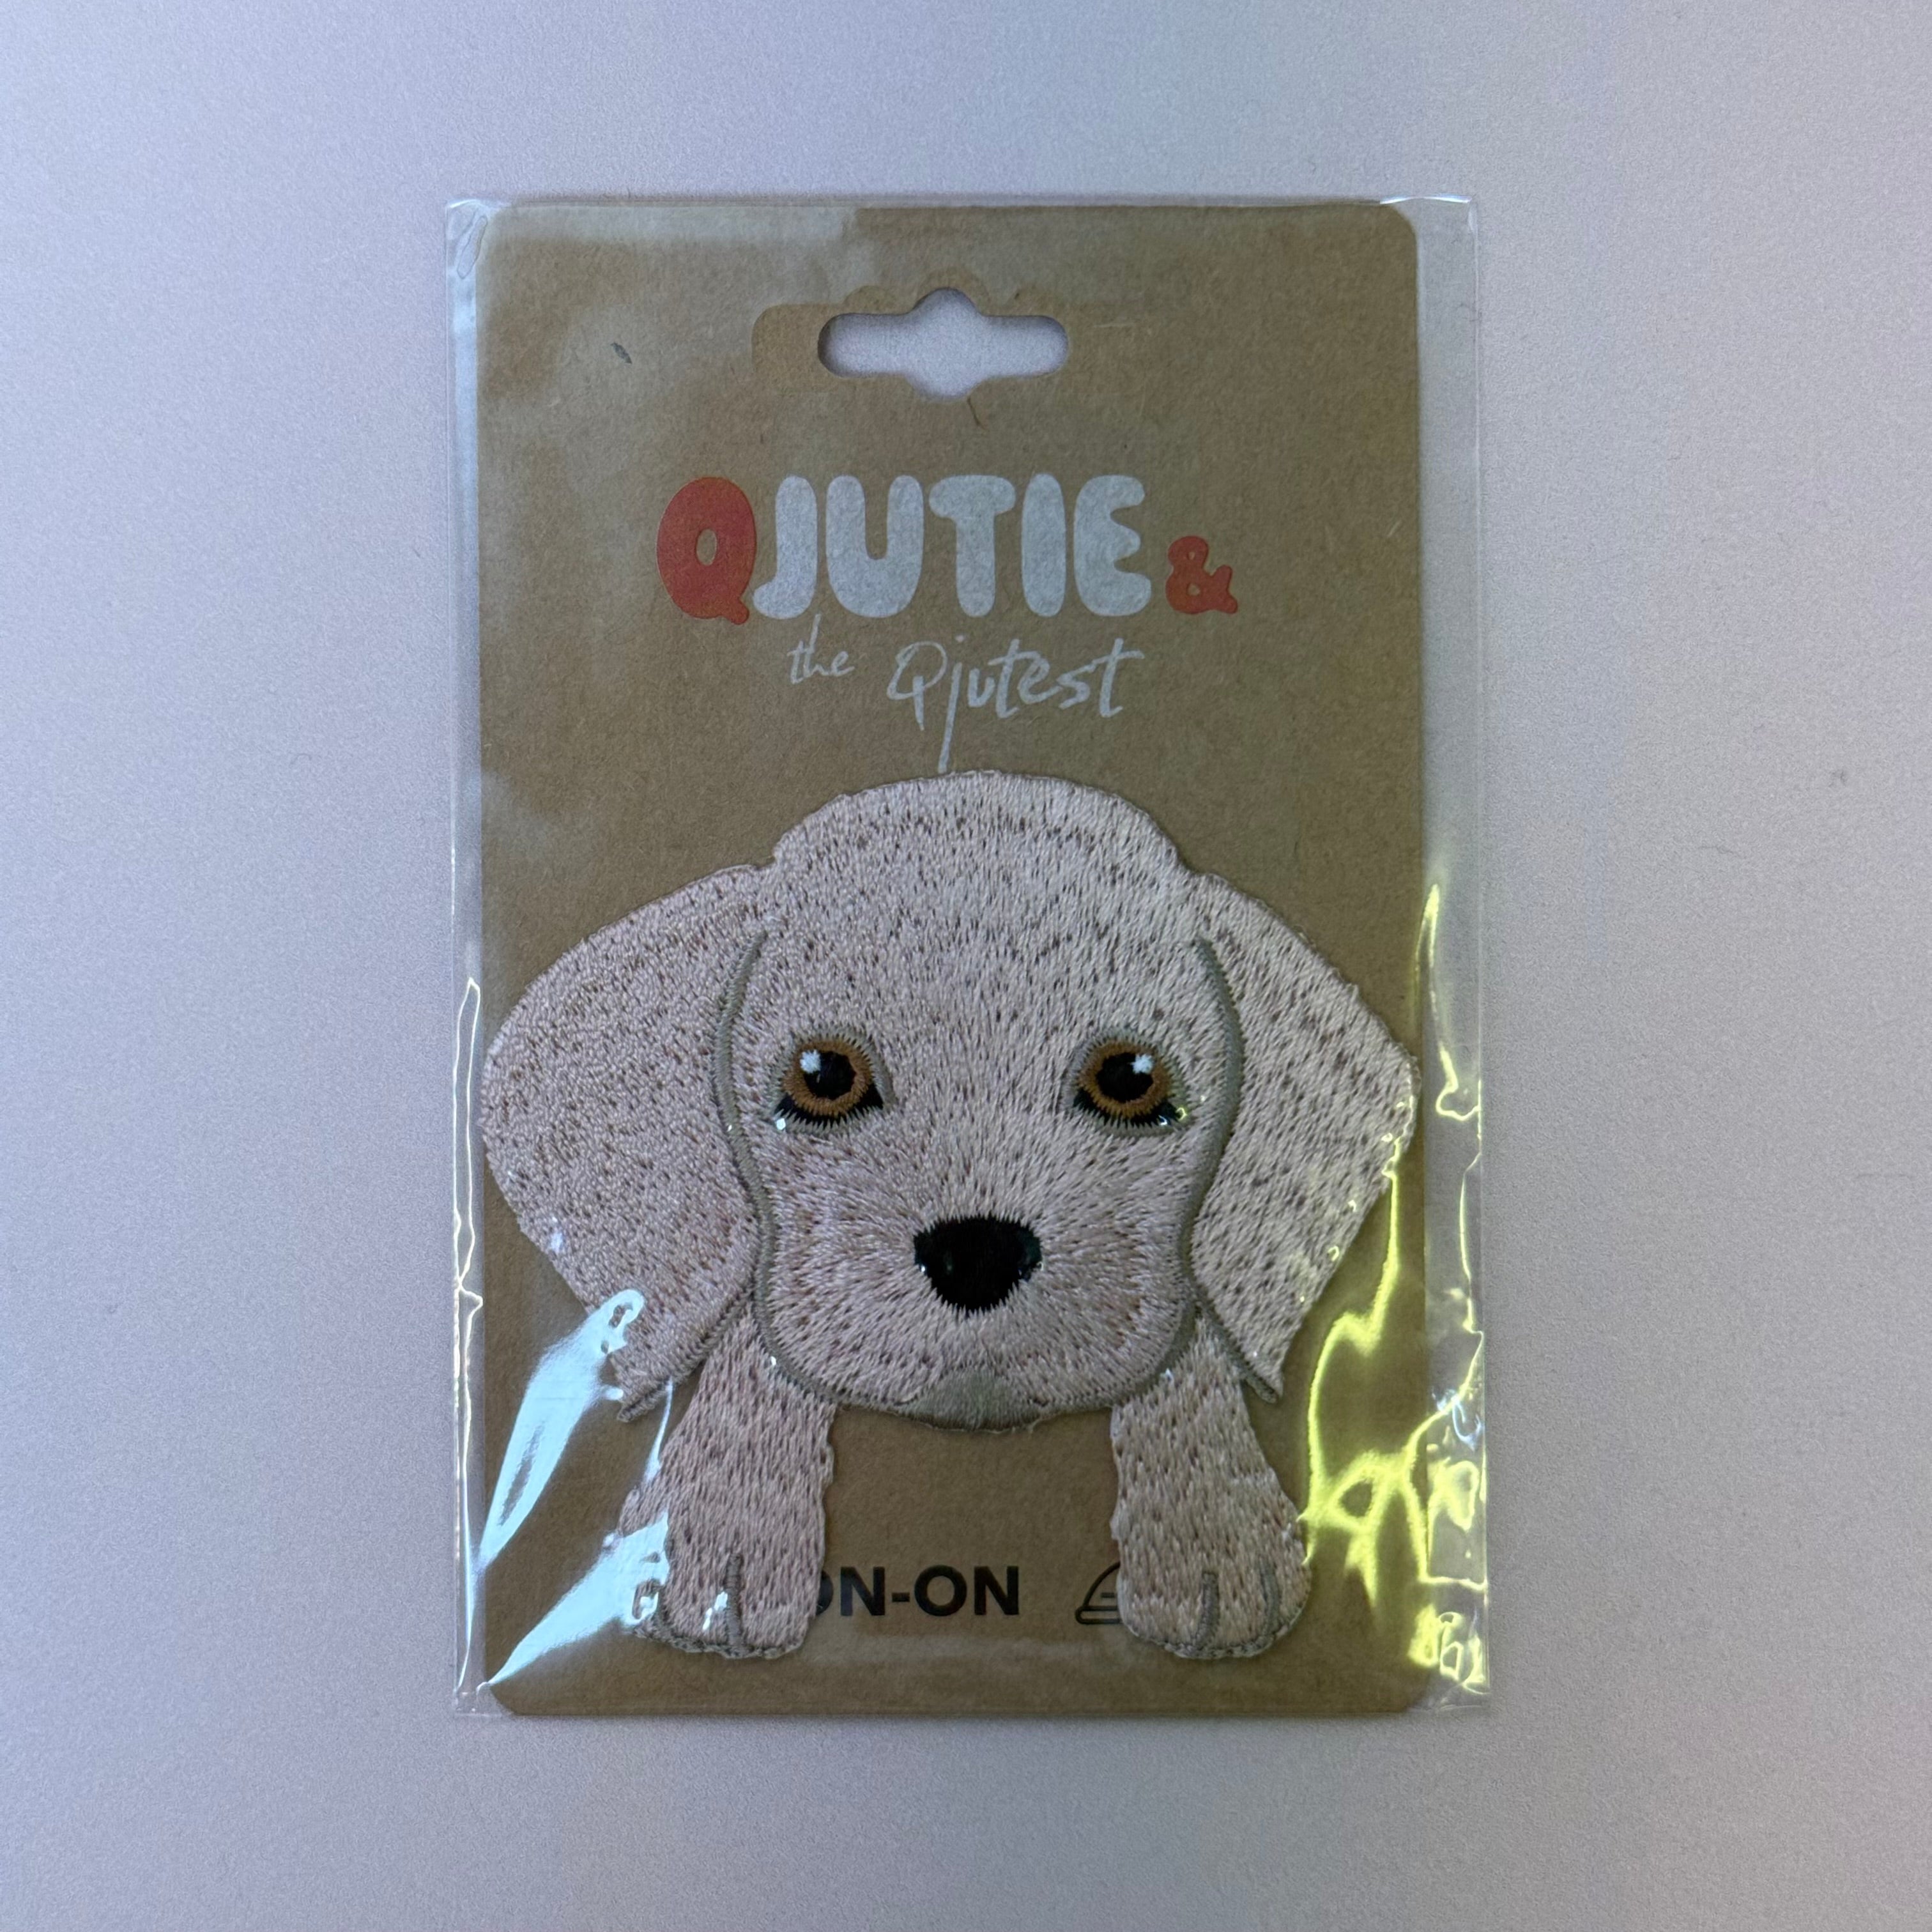 QJUTIE &
the Qjutest
ON-ON